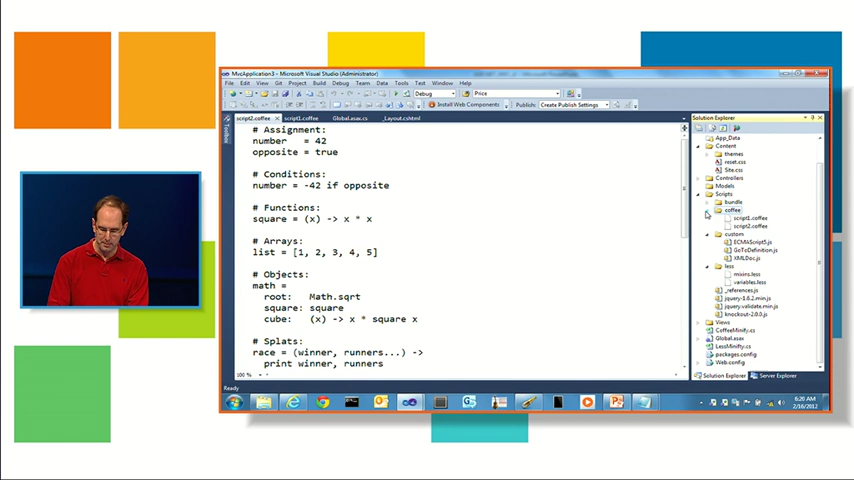 MvcApplication3 - Microsoft Visual Studio (Administrator)
File Edit View Git Project Build Debug Team Data Tools Test Window Help
Debug Price
Install Web Components Publish: Create Publish Settings
script2.coffee script1.coffee Global.asax.cs _Layout.cshtml
Toolbox
# Assignment:
number = 42
opposite = true
# Conditions:
number = -42 if opposite
# Functions:
square = (x) -> x * x
# Arrays:
list = [1, 2, 3, 4, 5]
# Objects:
math =
root: Math.sqrt
square: square
cube: (x) -> x * square x
# Splats:
race = (winner, runners...) ->
print winner, runners
100 %
Ready
Solution Explorer
App_Data
Content
themes
reset.css
Site.css
Controllers
Models
Scripts
bundle
coffee
script1.coffee
script2.coffee
custom
ECMAScript5.js
GoToDefinition.js
XMLDoc.js
less
mixins.less
variables.less
_references.js
jquery-1.6.2.min.js
jquery.validate.min.js
knockout-2.0.0.js
Views
CoffeeMinify.cs
Global.asax
LessMinify.cs
packages.config
Web.config
Solution Explorer Server Explorer
6:20 AM
2/16/2012